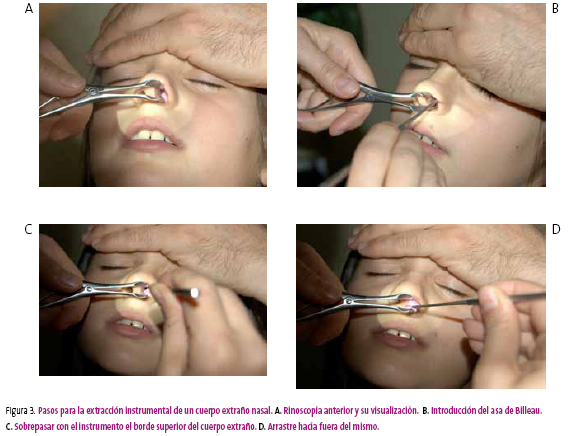 A
B
C
D
Figura 3. Pasos para la extracción instrumental de un cuerpo extraño nasal. A. Rinoscopia anterior y su visualización. B. Introducción del asa de Billeau.
C. Sobrepasar con el instrumento el borde superior del cuerpo extraño. D. Arrastre hacia fuera del mismo.